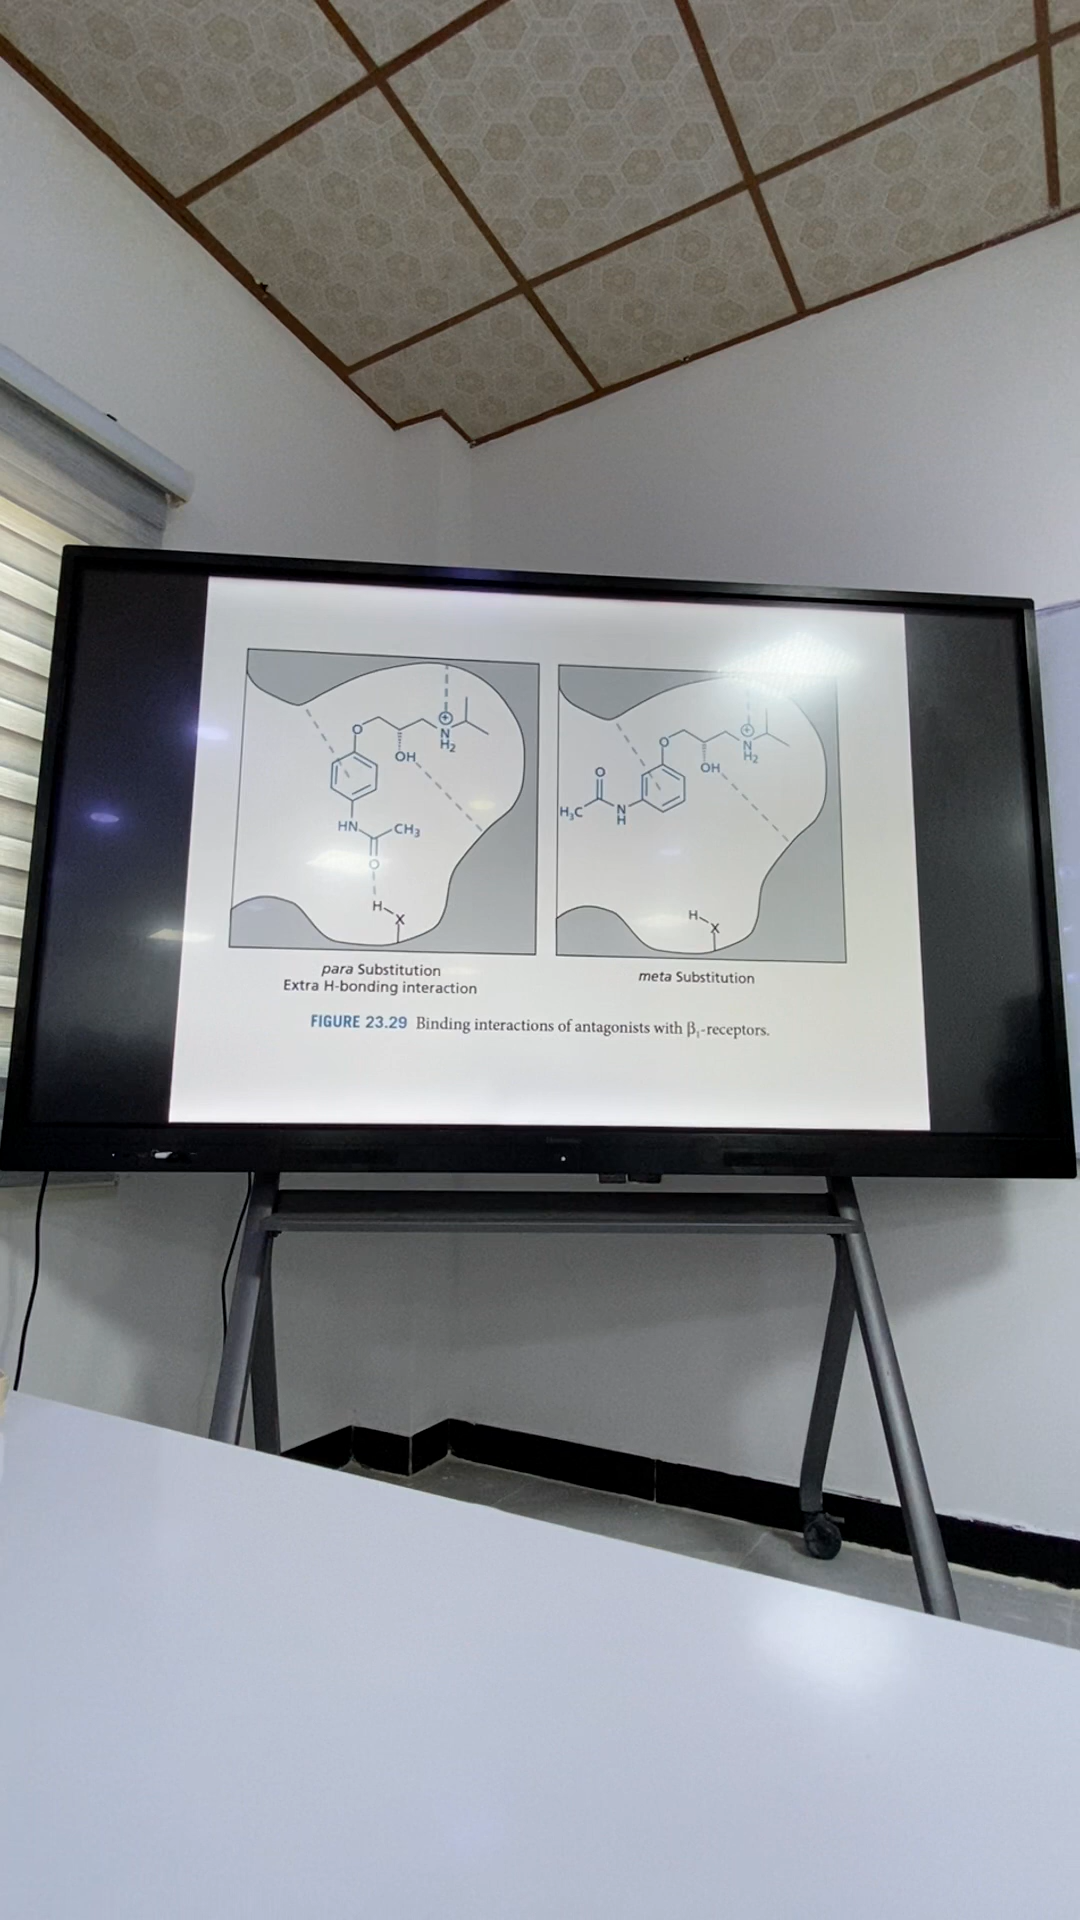 O
OH
⊕
N
H₂
HN
CH₃
O
H
X
para Substitution
Extra H-bonding interaction
O
OH
⊕
N
H₂
O
H₃C
N
H
H
X
meta Substitution
FIGURE 23.29 Binding interactions of antagonists with β₁-receptors.